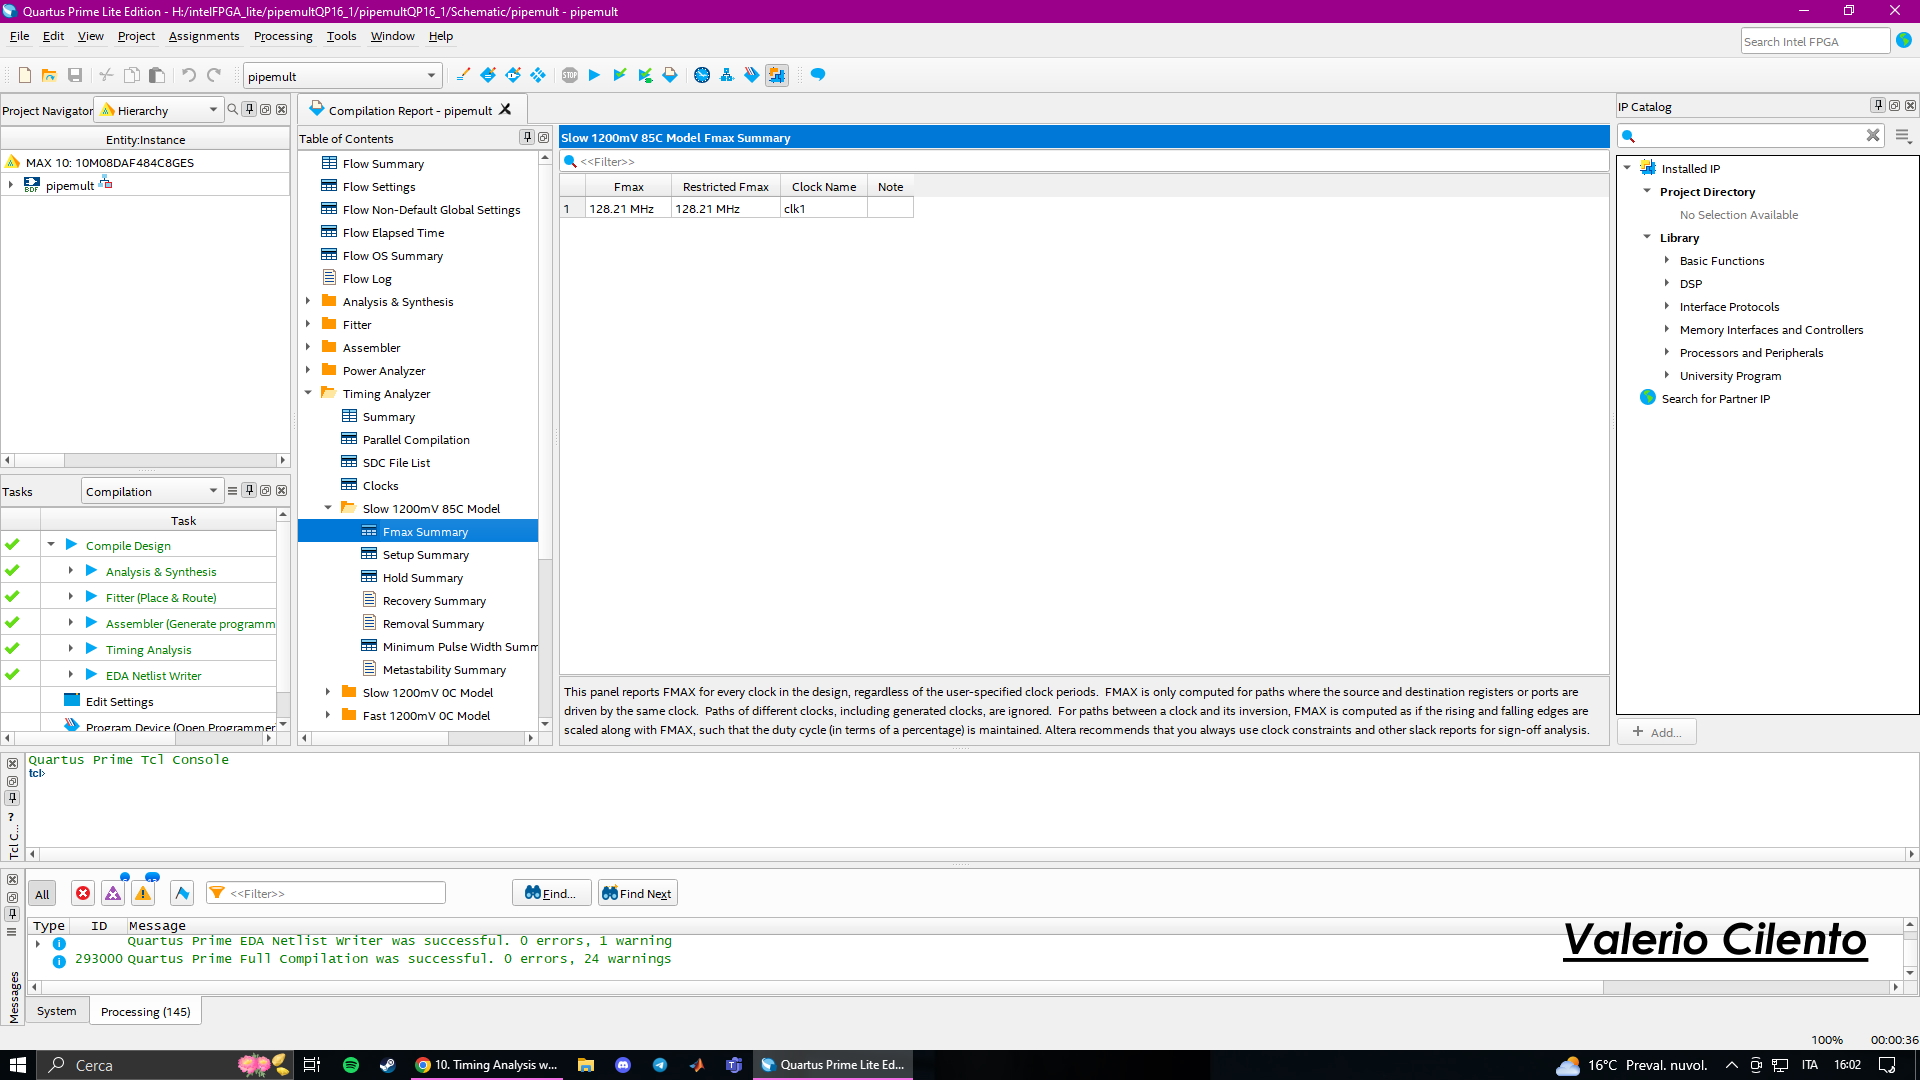 Quartus Prime Lite Edition - H:/intelFPGA_lite/pipemultQP16_1/pipemultQP16_1/Schematic/pipemult - pipemult
File Edit View Project Assignments Processing Tools Window Help
Search Intel FPGA
pipemult
Project Navigator Hierarchy
Entity:Instance
MAX 10: 10M08DAF484C8GES
pipemult
Tasks Compilation
Task
Compile Design
Analysis & Synthesis
Fitter (Place & Route)
Assembler (Generate programm
Timing Analysis
EDA Netlist Writer
Edit Settings
Program Device (Open Programmer
Compilation Report - pipemult
Table of Contents
Flow Summary
Flow Settings
Flow Non-Default Global Settings
Flow Elapsed Time
Flow OS Summary
Flow Log
Analysis & Synthesis
Fitter
Assembler
Power Analyzer
Timing Analyzer
Summary
Parallel Compilation
SDC File List
Clocks
Slow 1200mV 85C Model
Fmax Summary
Setup Summary
Hold Summary
Recovery Summary
Removal Summary
Minimum Pulse Width Summ
Metastability Summary
Slow 1200mV 0C Model
Fast 1200mV 0C Model
Slow 1200mV 85C Model Fmax Summary
<<Filter>>
Fmax Restricted Fmax Clock Name Note
1 128.21 MHz 128.21 MHz clk1
This panel reports FMAX for every clock in the design, regardless of the user-specified clock periods. FMAX is only computed for paths where the source and destination registers or ports are
driven by the same clock. Paths of different clocks, including generated clocks, are ignored. For paths between a clock and its inversion, FMAX is computed as if the rising and falling edges are
scaled along with FMAX, such that the duty cycle (in terms of a percentage) is maintained. Altera recommends that you always use clock constraints and other slack reports for sign-off analysis.
IP Catalog
Installed IP
Project Directory
No Selection Available
Library
Basic Functions
DSP
Interface Protocols
Memory Interfaces and Controllers
Processors and Peripherals
University Program
Search for Partner IP
+ Add...
Quartus Prime Tcl Console
tcl>
Tcl C...
All
<<Filter>>
Find...
Find Next
Type ID Message
Quartus Prime EDA Netlist Writer was successful. 0 errors, 1 warning
293000 Quartus Prime Full Compilation was successful. 0 errors, 24 warnings
Messages
System
Processing (145)
Valerio Cilento
100% 00:00:36
Cerca
10. Timing Analysis w...
Quartus Prime Lite Ed...
16°C Preval. nuvol.
ITA
16:02